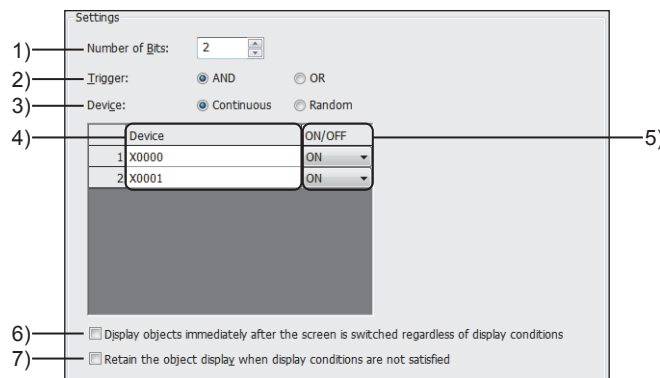 Settings
1) Number of Bits: 2
2) Trigger: AND OR
3) Device: Continuous Random
4) Device ON/OFF 5)
1 X0000 ON
2 X0001 ON
6) Display objects immediately after the screen is switched regardless of display conditions
7) Retain the object display when display conditions are not satisfied